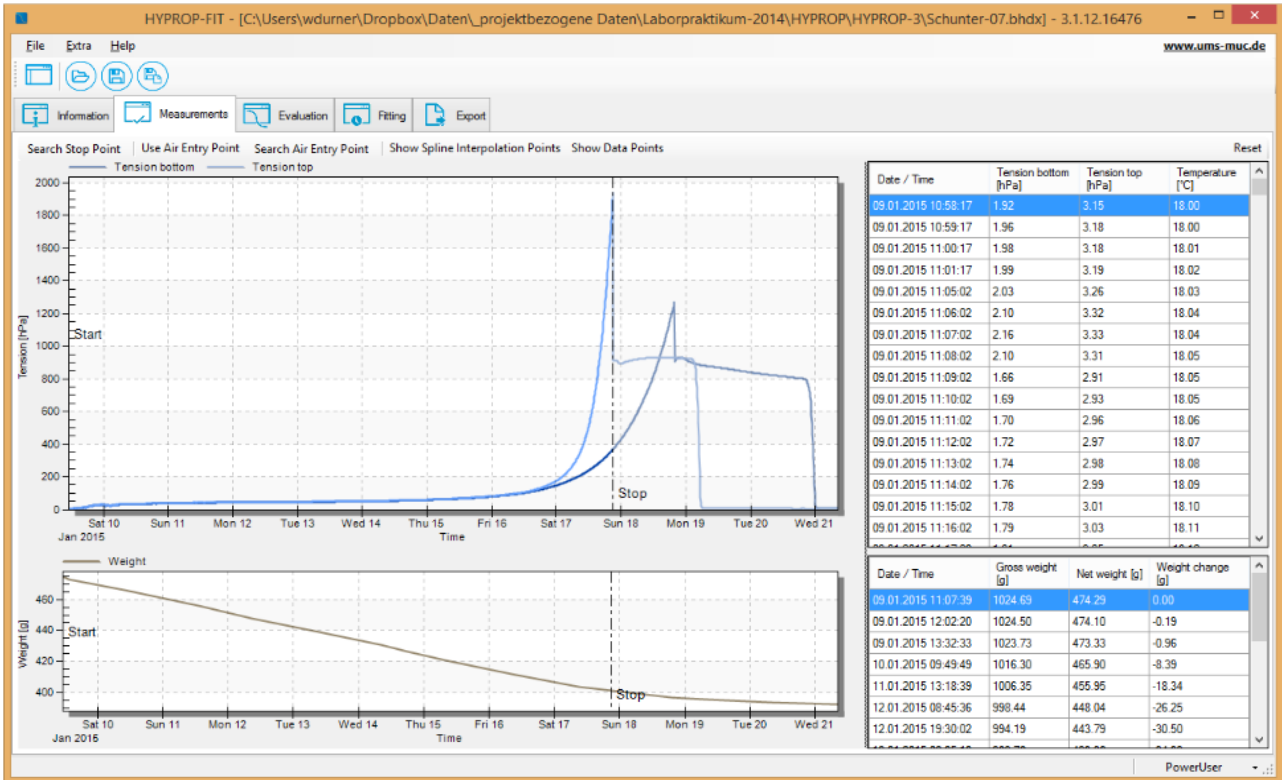 HYPROP-FIT - [C:\Users\wdurner\Dropbox\Daten\_projektbezogene Daten\Laborpraktikum-2014\HYPROP\HYPROP-3\Schunter-07.bhdx] - 3.1.12.16476
File Extra Help
www.ums-muc.de
Information Measurements Evaluation Fitting Export
Search Stop Point Use Air Entry Point Search Air Entry Point Show Spline Interpolation Points Show Data Points Reset
Tension bottom Tension top
Tension [hPa]
2000
1800
1600
1400
1200
1000
800
600
400
200
0
Start
Stop
Sat 10 Sun 11 Mon 12 Tue 13 Wed 14 Thu 15 Fri 16 Sat 17 Sun 18 Mon 19 Tue 20 Wed 21
Jan 2015
Time
Date / Time Tension bottom [hPa] Tension top [hPa] Temperature [°C]
09.01.2015 10:58:17 1.92 3.15 18.00
09.01.2015 10:59:17 1.96 3.18 18.00
09.01.2015 11:00:17 1.98 3.18 18.01
09.01.2015 11:01:17 1.99 3.19 18.02
09.01.2015 11:05:02 2.03 3.26 18.03
09.01.2015 11:06:02 2.10 3.32 18.04
09.01.2015 11:07:02 2.16 3.33 18.04
09.01.2015 11:08:02 2.10 3.31 18.05
09.01.2015 11:09:02 1.66 2.91 18.05
09.01.2015 11:10:02 1.69 2.93 18.05
09.01.2015 11:11:02 1.70 2.96 18.06
09.01.2015 11:12:02 1.72 2.97 18.07
09.01.2015 11:13:02 1.74 2.98 18.08
09.01.2015 11:14:02 1.76 2.99 18.09
09.01.2015 11:15:02 1.78 3.01 18.10
09.01.2015 11:16:02 1.79 3.03 18.11
Weight
Weight [g]
460
440
420
400
Start
Stop
Sat 10 Sun 11 Mon 12 Tue 13 Wed 14 Thu 15 Fri 16 Sat 17 Sun 18 Mon 19 Tue 20 Wed 21
Jan 2015
Time
Date / Time Gross weight [g] Net weight [g] Weight change [g]
09.01.2015 11:07:39 1024.69 474.29 0.00
09.01.2015 12:02:20 1024.50 474.10 -0.19
09.01.2015 13:32:33 1023.73 473.33 -0.96
10.01.2015 09:49:49 1016.30 465.90 -8.39
11.01.2015 13:18:39 1006.35 455.95 -18.34
12.01.2015 08:45:36 998.44 448.04 -26.25
12.01.2015 19:30:02 994.19 443.79 -30.50
PowerUser